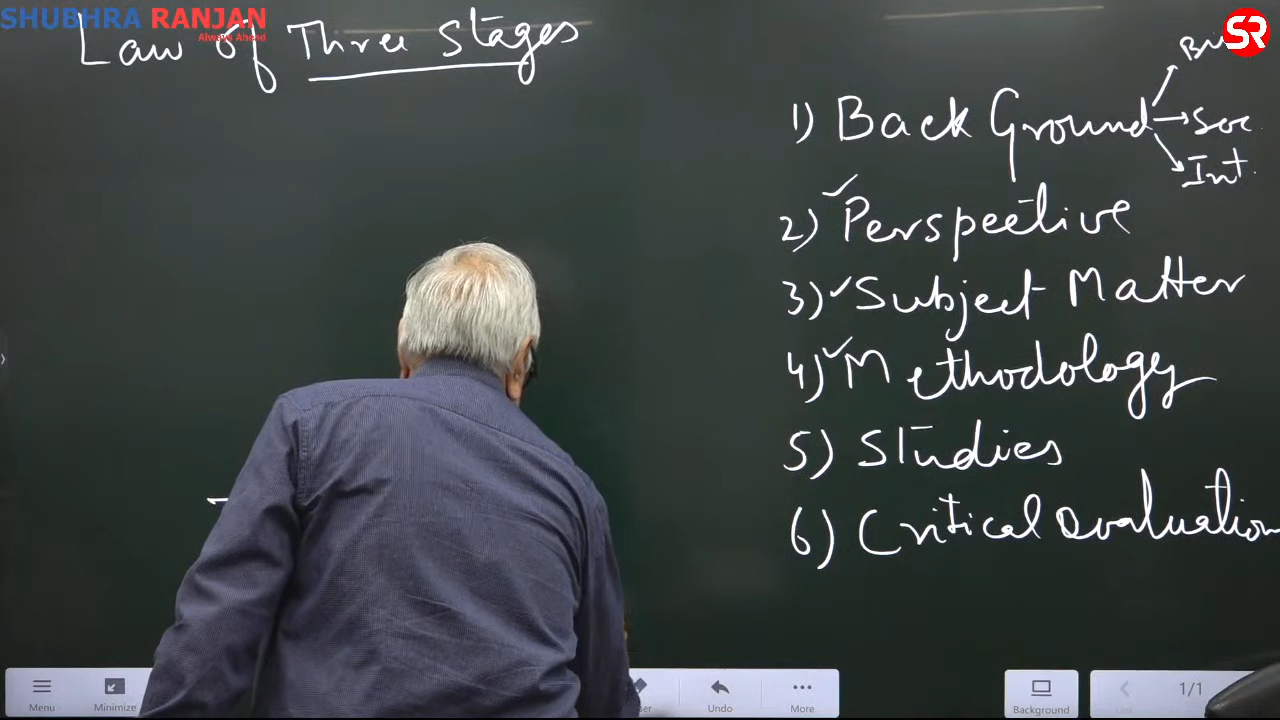 SHUBHRA RANJAN
Always Ahead
SR
Law of Three Stages
1) Back Ground
Soc
Int
2) ✓Perspective
3) ✓Subject Matter
4) ✓Methodology
5) Studies
6) Critical Evaluation
Menu
Minimize
Undo
More
Background
1/1